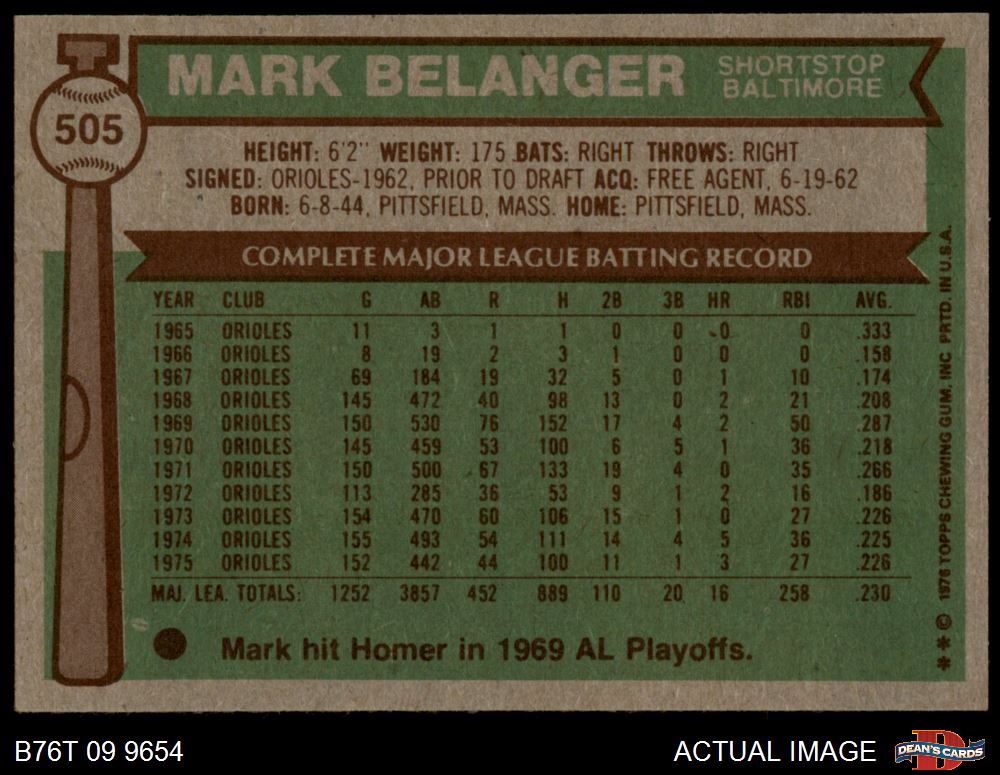 MARK BELANGER SHORTSTOP
BALTIMORE
505
HEIGHT: 6'2" WEIGHT: 175 BATS: RIGHT THROWS: RIGHT
SIGNED: ORIOLES-1962, PRIOR TO DRAFT ACQ: FREE AGENT, 6-19-62
BORN: 6-8-44, PITTSFIELD, MASS. HOME: PITTSFIELD, MASS.
COMPLETE MAJOR LEAGUE BATTING RECORD
YEAR CLUB G AB R H 2B 3B HR RBI AVG.
1965 ORIOLES 11 3 1 1 0 0 0 0 .333
1966 ORIOLES 8 19 2 3 1 0 0 0 .158
1967 ORIOLES 69 184 19 32 5 0 1 10 .174
1968 ORIOLES 145 472 40 98 13 0 2 21 .208
1969 ORIOLES 150 530 76 152 17 4 2 50 .287
1970 ORIOLES 145 459 53 100 6 5 1 36 .218
1971 ORIOLES 150 500 67 133 19 4 0 35 .266
1972 ORIOLES 113 285 36 53 9 1 2 16 .186
1973 ORIOLES 154 470 60 106 15 1 0 27 .226
1974 ORIOLES 155 493 54 111 14 4 5 36 .225
1975 ORIOLES 152 442 44 100 11 1 3 27 .226
MAJ. LEA. TOTALS: 1252 3857 452 889 110 20 16 258 .230
Mark hit Homer in 1969 AL Playoffs.
* * © 1976 TOPPS CHEWING GUM, INC PRTD. IN U.S.A.
B76T 09 9654 ACTUAL IMAGE
D
DEAN'S CARDS